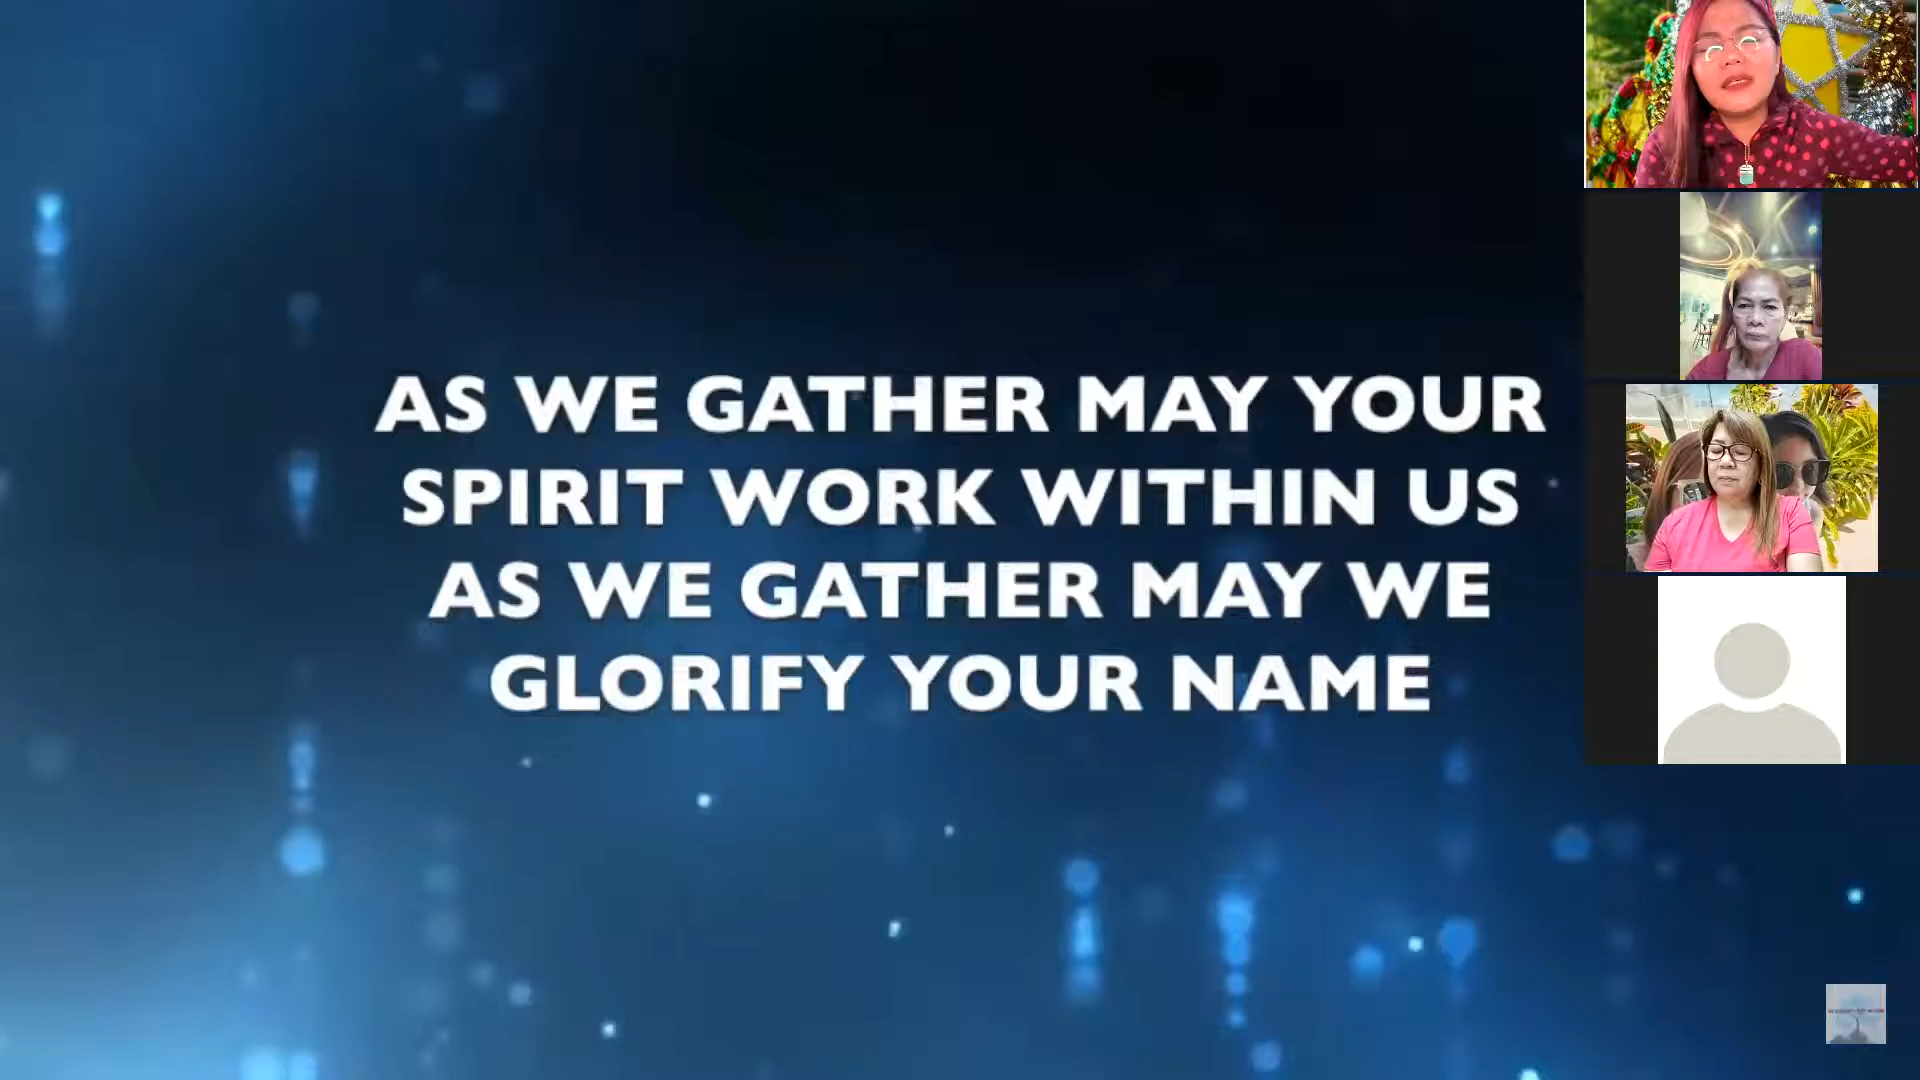 AS WE GATHER MAY YOUR
SPIRIT WORK WITHIN US
AS WE GATHER MAY WE
GLORIFY YOUR NAME